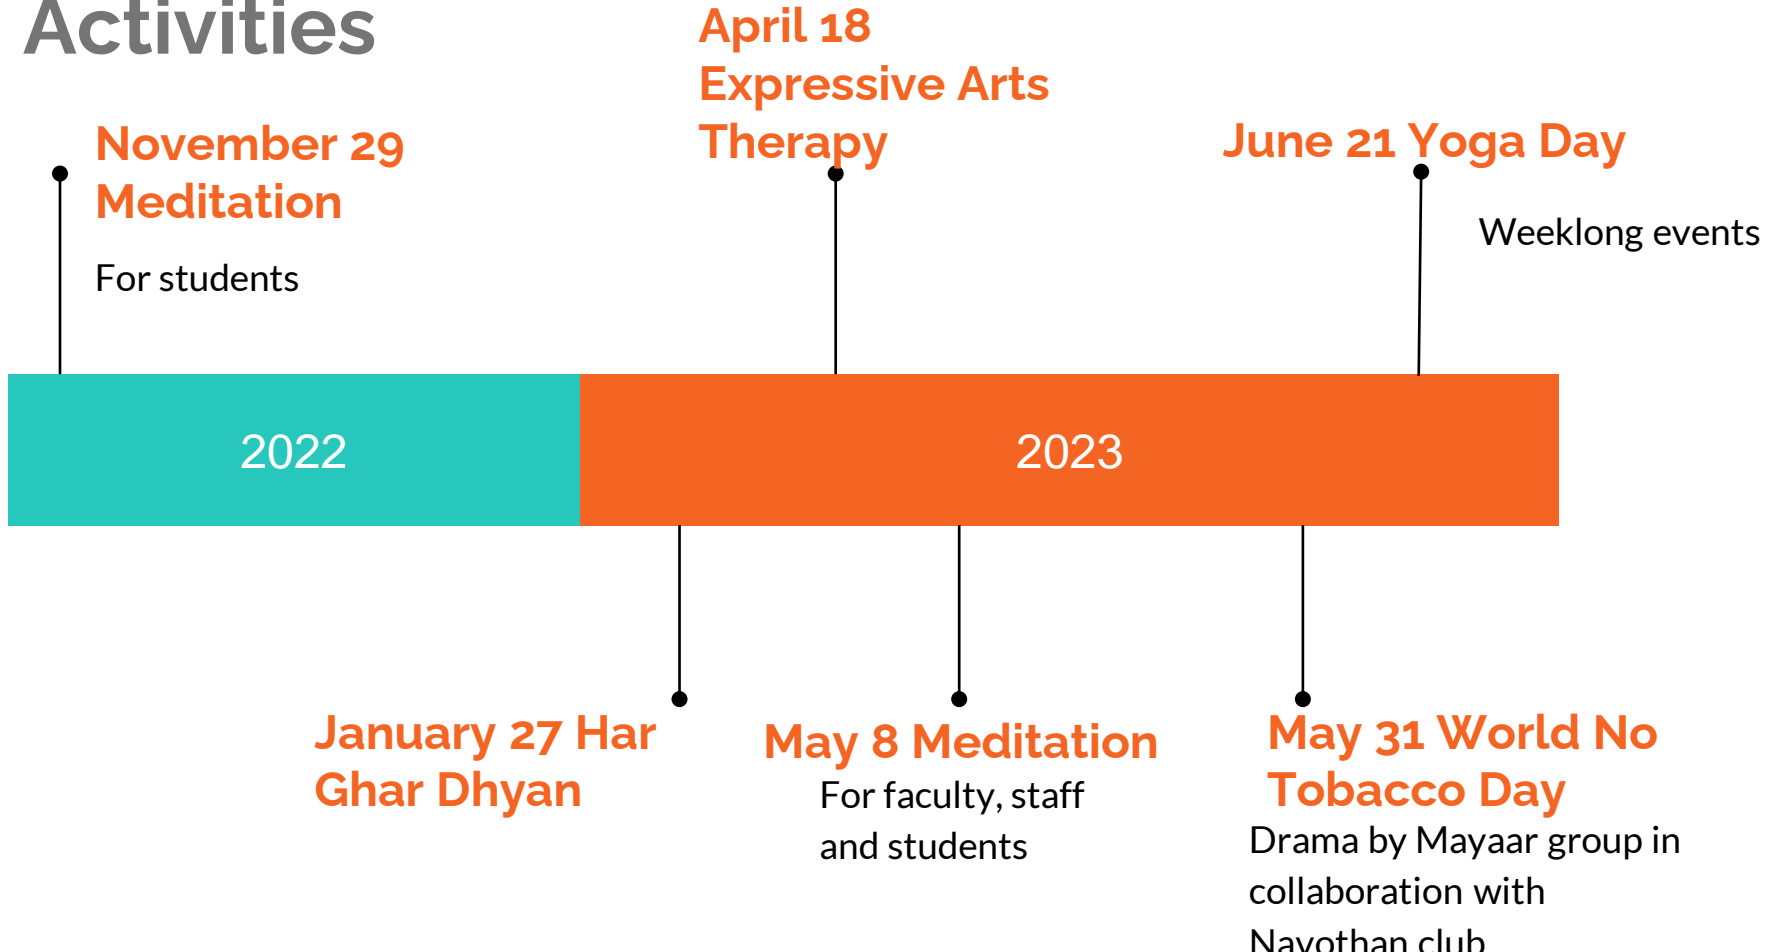 Activities
November 29
Meditation
For students
April 18
Expressive Arts
Therapy
June 21 Yoga Day
Weeklong events
2022
2023
January 27 Har
Ghar Dhyan
May 8 Meditation
For faculty, staff
and students
May 31 World No
Tobacco Day
Drama by Mayaar group in
collaboration with
Navothan club